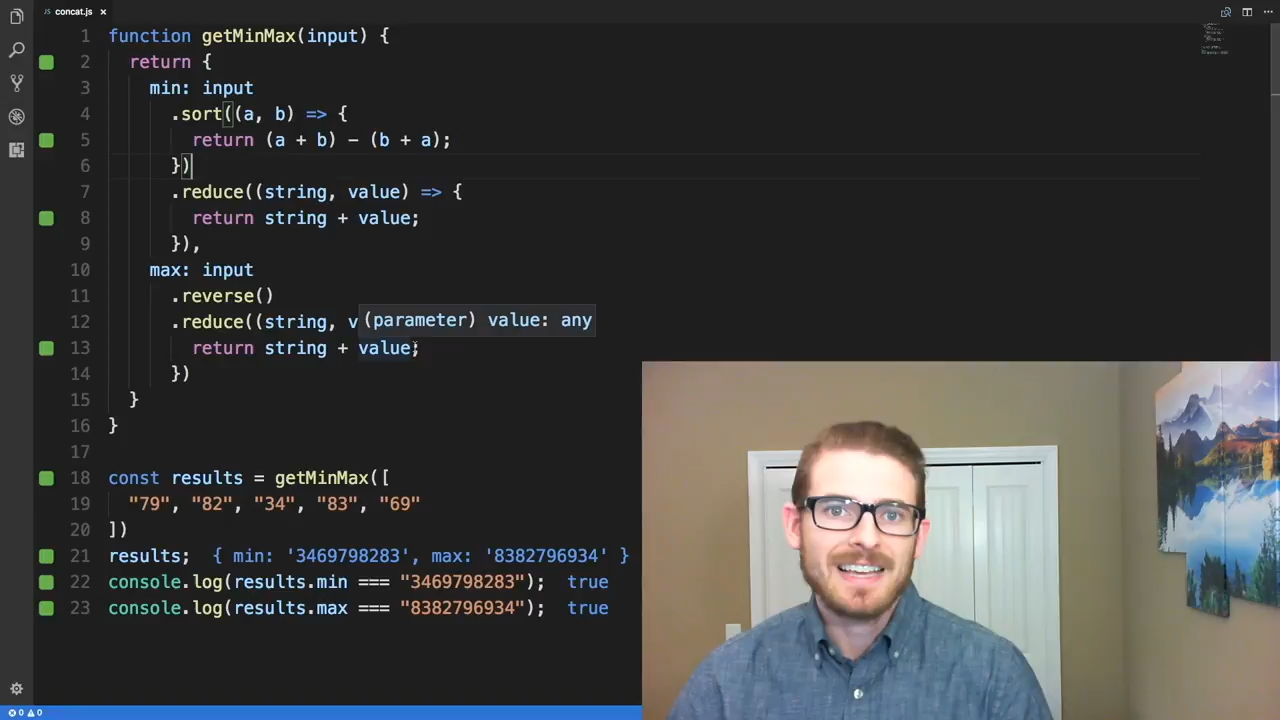 JS concat.js ×
1 function getMinMax(input) {
2 return {
3 min: input
4 .sort((a, b) => {
5 return (a + b) - (b + a);
6 })
7 .reduce((string, value) => {
8 return string + value;
9 }),
10 max: input
11 .reverse()
12 .reduce((string, v
(parameter) value: any
13 return string + value;
14 })
15 }
16 }
17
18 const results = getMinMax([
19 "79", "82", "34", "83", "69"
20 ])
21 results; { min: '3469798283', max: '8382796934' }
22 console.log(results.min === "3469798283"); true
23 console.log(results.max === "8382796934"); true
0 0